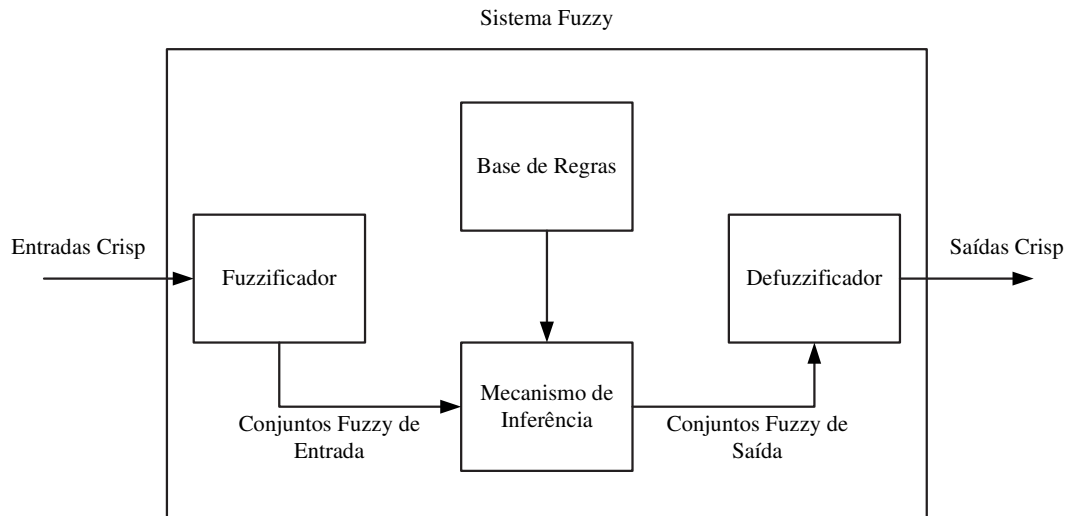 Sistema Fuzzy
Base de Regras
Entradas Crisp
Fuzzificador
Defuzzificador
Saídas Crisp
Mecanismo de
Inferência
Conjuntos Fuzzy de
Entrada
Conjuntos Fuzzy de
Saída